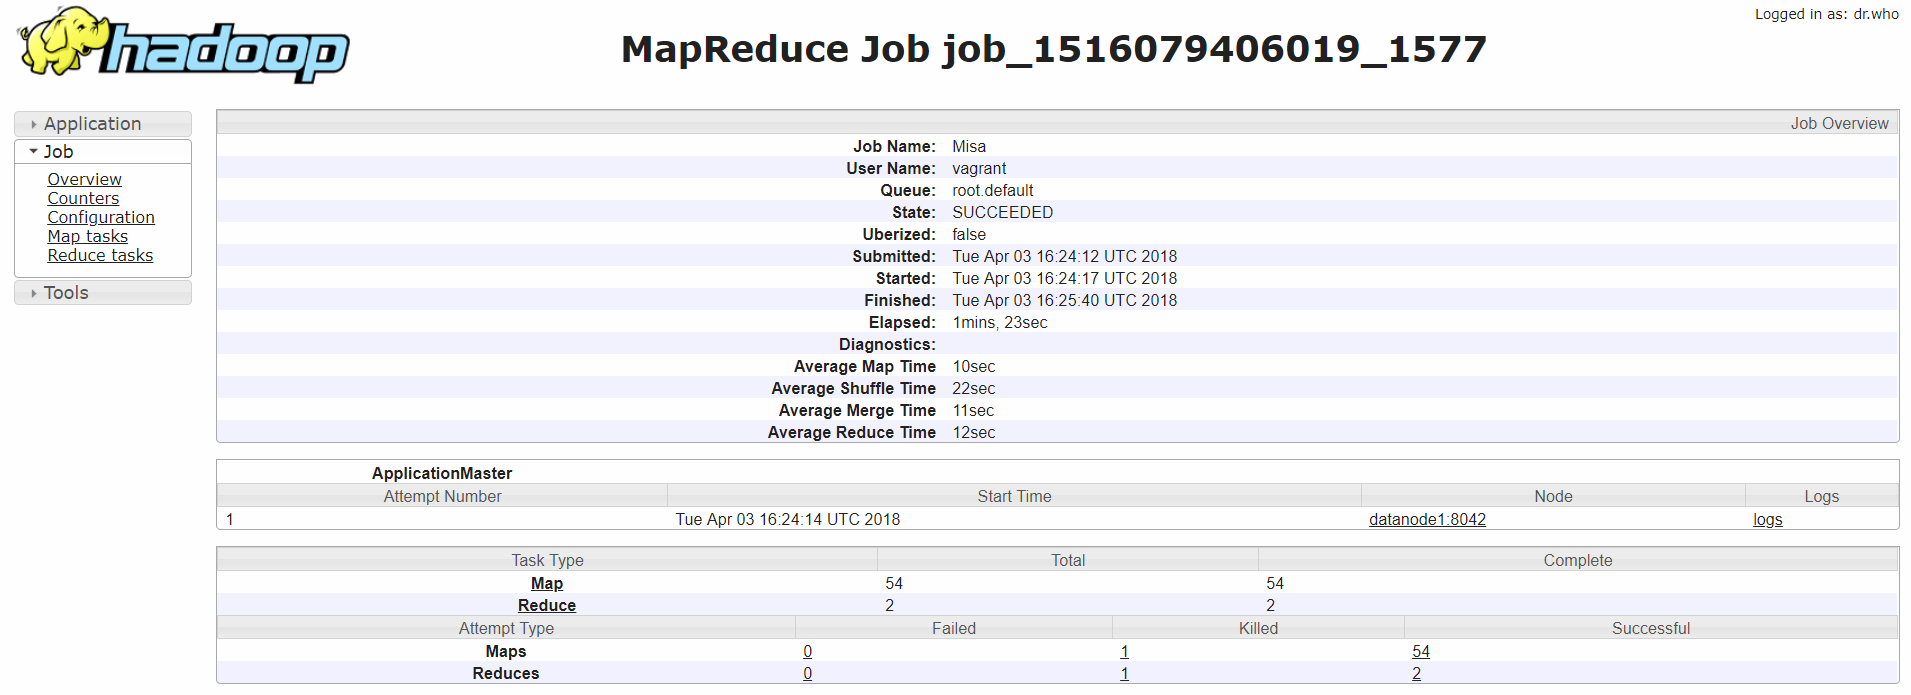 hadoop
MapReduce Job job_1516079406019_1577
Logged in as: dr.who
Application
Job
Overview
Counters
Configuration
Map tasks
Reduce tasks
Tools
Job Overview
Job Name: Misa
User Name: vagrant
Queue: root.default
State: SUCCEEDED
Uberized: false
Submitted: Tue Apr 03 16:24:12 UTC 2018
Started: Tue Apr 03 16:24:17 UTC 2018
Finished: Tue Apr 03 16:25:40 UTC 2018
Elapsed: 1mins, 23sec
Diagnostics:
Average Map Time 10sec
Average Shuffle Time 22sec
Average Merge Time 11sec
Average Reduce Time 12sec
ApplicationMaster
Attempt Number Start Time Node Logs
1 Tue Apr 03 16:24:14 UTC 2018 datanode1:8042 logs
Task Type Total Complete
Map 54 54
Reduce 2 2
Attempt Type Failed Killed Successful
Maps 0 1 54
Reduces 0 1 2